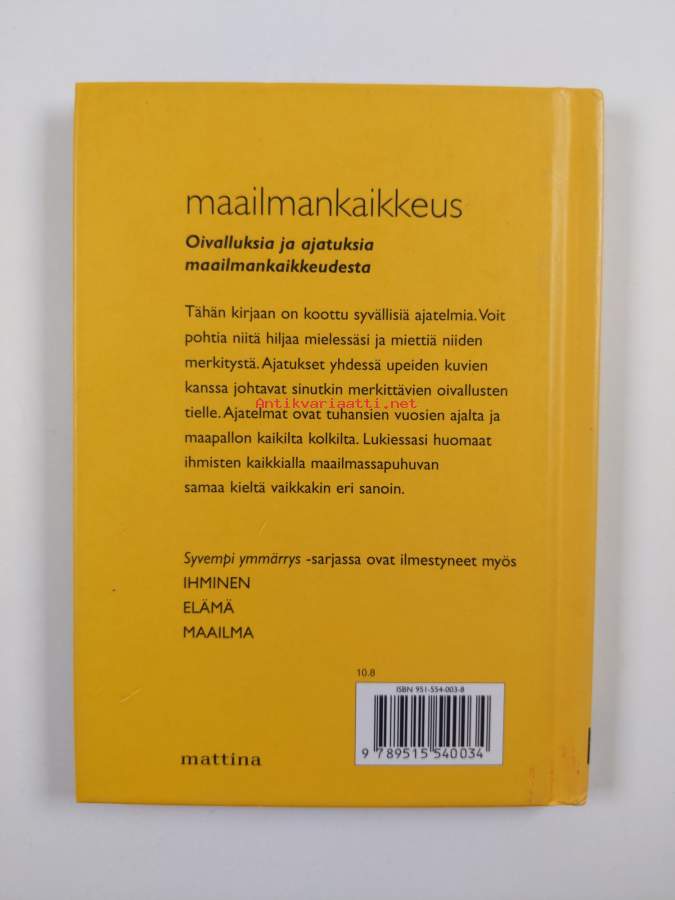 maailmankaikkeus
Oivalluksia ja ajatuksia
maailmankaikkeudesta
Tähän kirjaan on koottu syvällisiä ajatelmia. Voit
pohtia niitä hiljaa mielessäsi ja miettiä niiden
merkitystä. Ajatukset yhdessä upeiden kuvien
kanssa johtavat sinutkin merkittävien oivallusten
Antikvariaatti.net
tielle. Ajatelmat ovat tuhansien vuosien ajalta ja
maapallon kaikilta kolkilta. Lukiessasi huomaat
ihmisten kaikkialla maailmassapuhuvan
samaa kieltä vaikkakin eri sanoin.
Syvempi ymmärrys -sarjassa ovat ilmestyneet myös
IHMINEN
ELÄMÄ
MAAILMA
10.8
ISBN 951-554-003-8
9 789515 540034
mattina